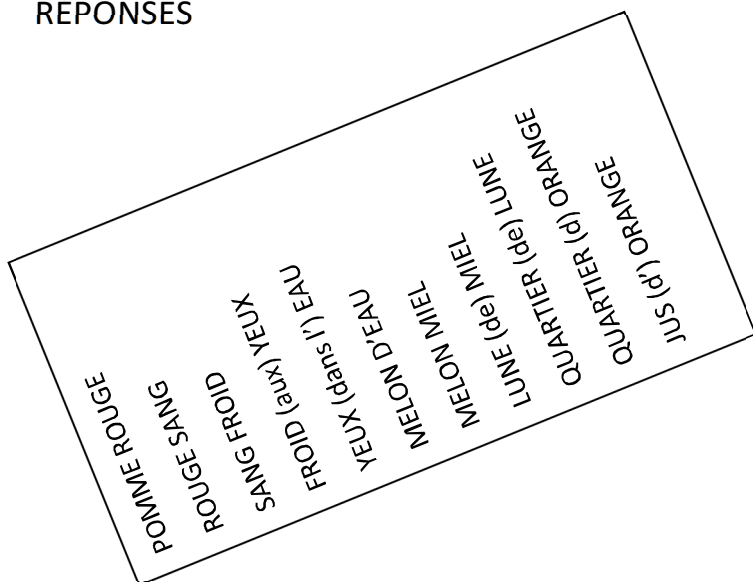 REPONSES
POMME ROUGE
ROUGE SANG
SANG FROID
FROID (aux) YEUX
YEUX (dans l') EAU
MELON D'EAU
MELON MIEL
LUNE (de) MIEL
QUARTIER (de) LUNE
QUARTIER (d) ORANGE
JUS (d') ORANGE